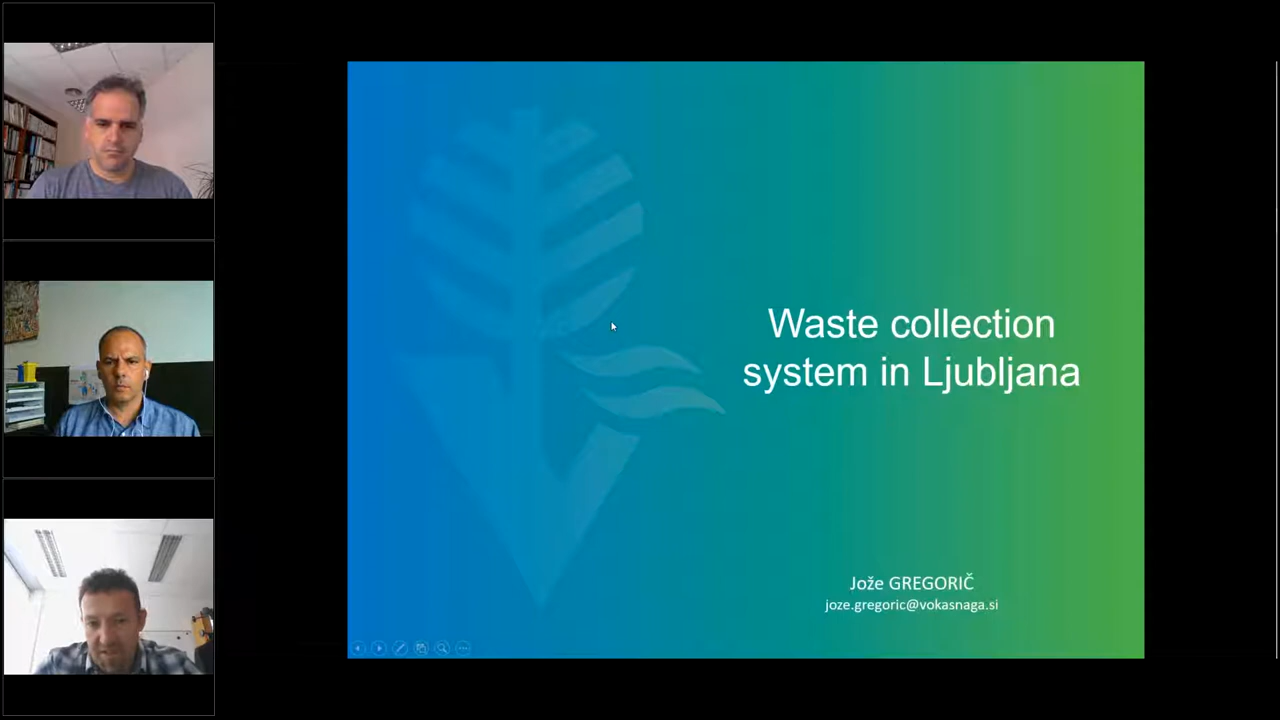 Waste collection
system in Ljubljana
Jože GREGORIČ
joze.gregoric@vokasnaga.si